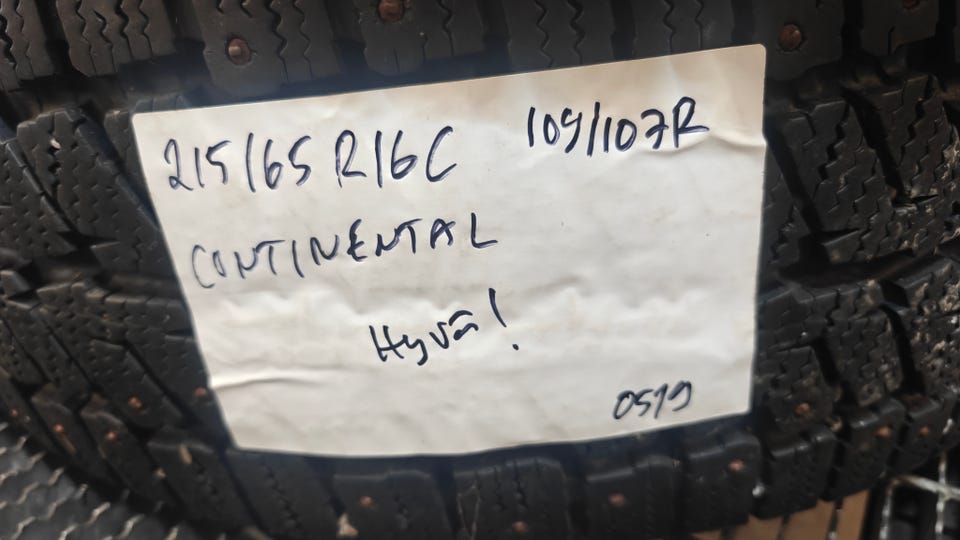 215/65 R16C 109/107R
CONTINENTAL
Hyvä!
0519